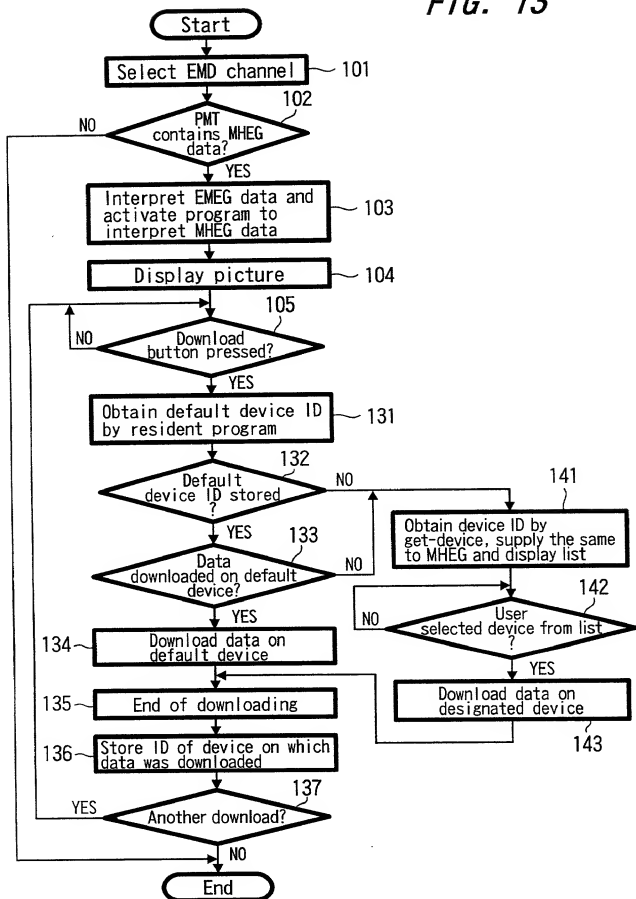 FIG. 13
Start
Select EMD channel
101
102
PMT
contains MHEG
data?
NO
YES
Interpret EMEG data and
activate program to
interpret MHEG data
103
Display picture
104
105
Download
button pressed?
NO
YES
Obtain default device ID
by resident program
131
132
Default
device ID stored
?
NO
YES
133
Data
downloaded on default
device?
NO
YES
134
Download data on
default device
135
End of downloading
136
Store ID of device on which
data was downloaded
137
Another download?
YES
NO
End
141
Obtain device ID by
get-device, supply the same
to MHEG and display list
142
User
selected device from list
?
NO
YES
Download data on
designated device
143